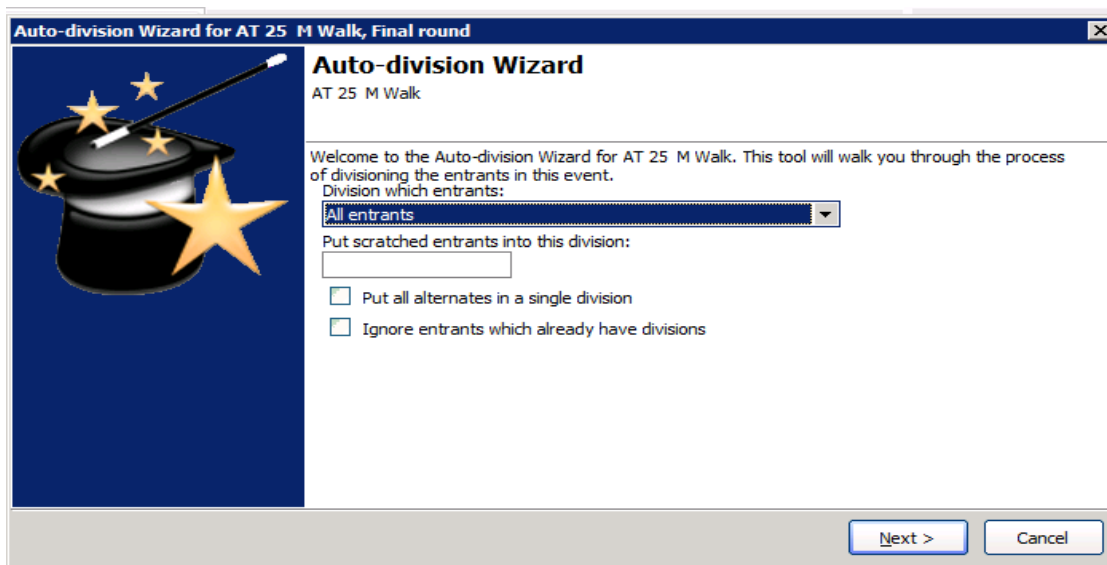 Auto-division Wizard for AT 25 M Walk, Final round
Auto-division Wizard
AT 25 M Walk
Welcome to the Auto-division Wizard for AT 25 M Walk. This tool will walk you through the process
of divisioning the entrants in this event.
Division which entrants:
All entrants
Put scratched entrants into this division:
Put all alternates in a single division
Ignore entrants which already have divisions
Next >
Cancel